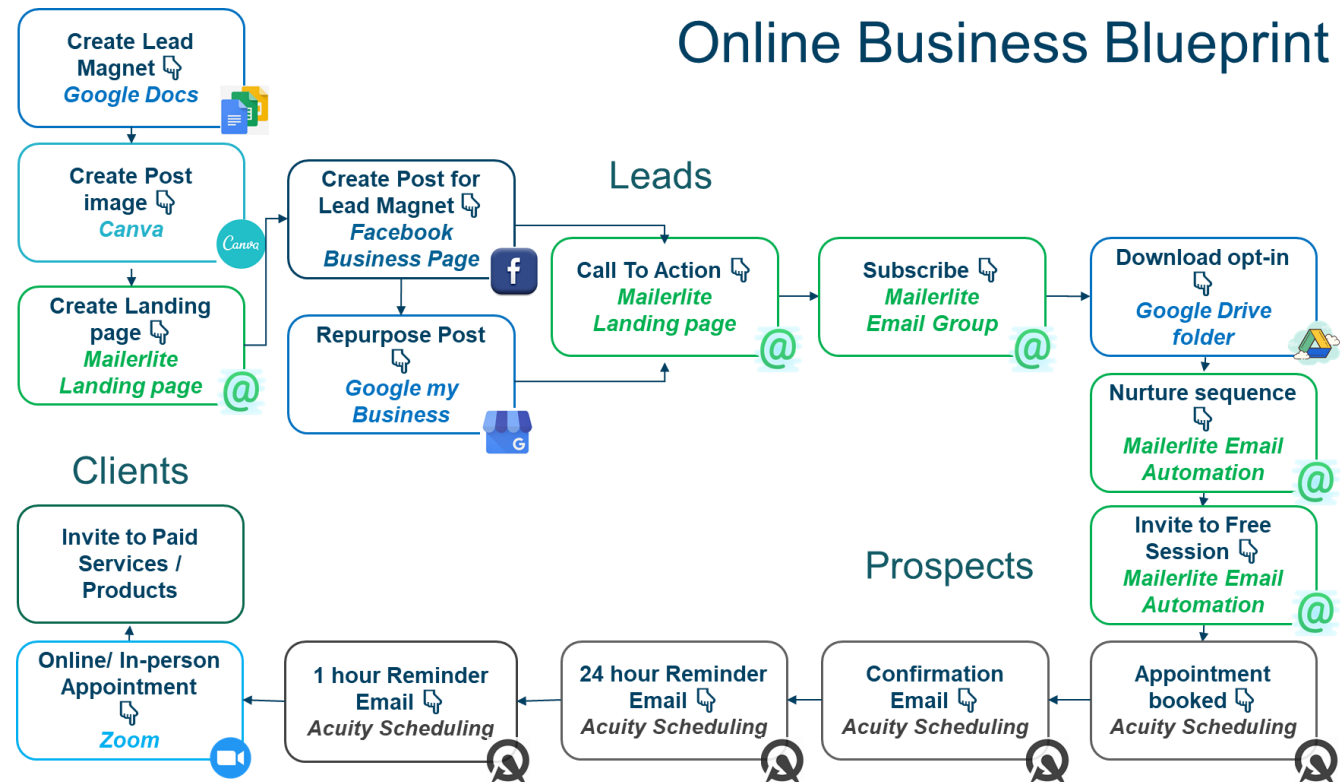 Online Business Blueprint
Create Lead
Magnet
Google Docs
Create Post
image
Canva
Canva
Create Landing
page
Mailerlite
Landing page
@
Create Post for
Lead Magnet
Facebook
Business Page
f
Repurpose Post
Google my
Business
G
Leads
Call To Action
Mailerlite
Landing page
@
Subscribe
Mailerlite
Email Group
@
Download opt-in
Google Drive
folder
Nurture sequence
Mailerlite Email
Automation
@
Invite to Free
Session
Mailerlite Email
Automation
@
Prospects
Appointment
booked
Acuity Scheduling
Confirmation
Email
Acuity Scheduling
24 hour Reminder
Email
Acuity Scheduling
1 hour Reminder
Email
Acuity Scheduling
Online/ In-person
Appointment
Zoom
Clients
Invite to Paid
Services /
Products